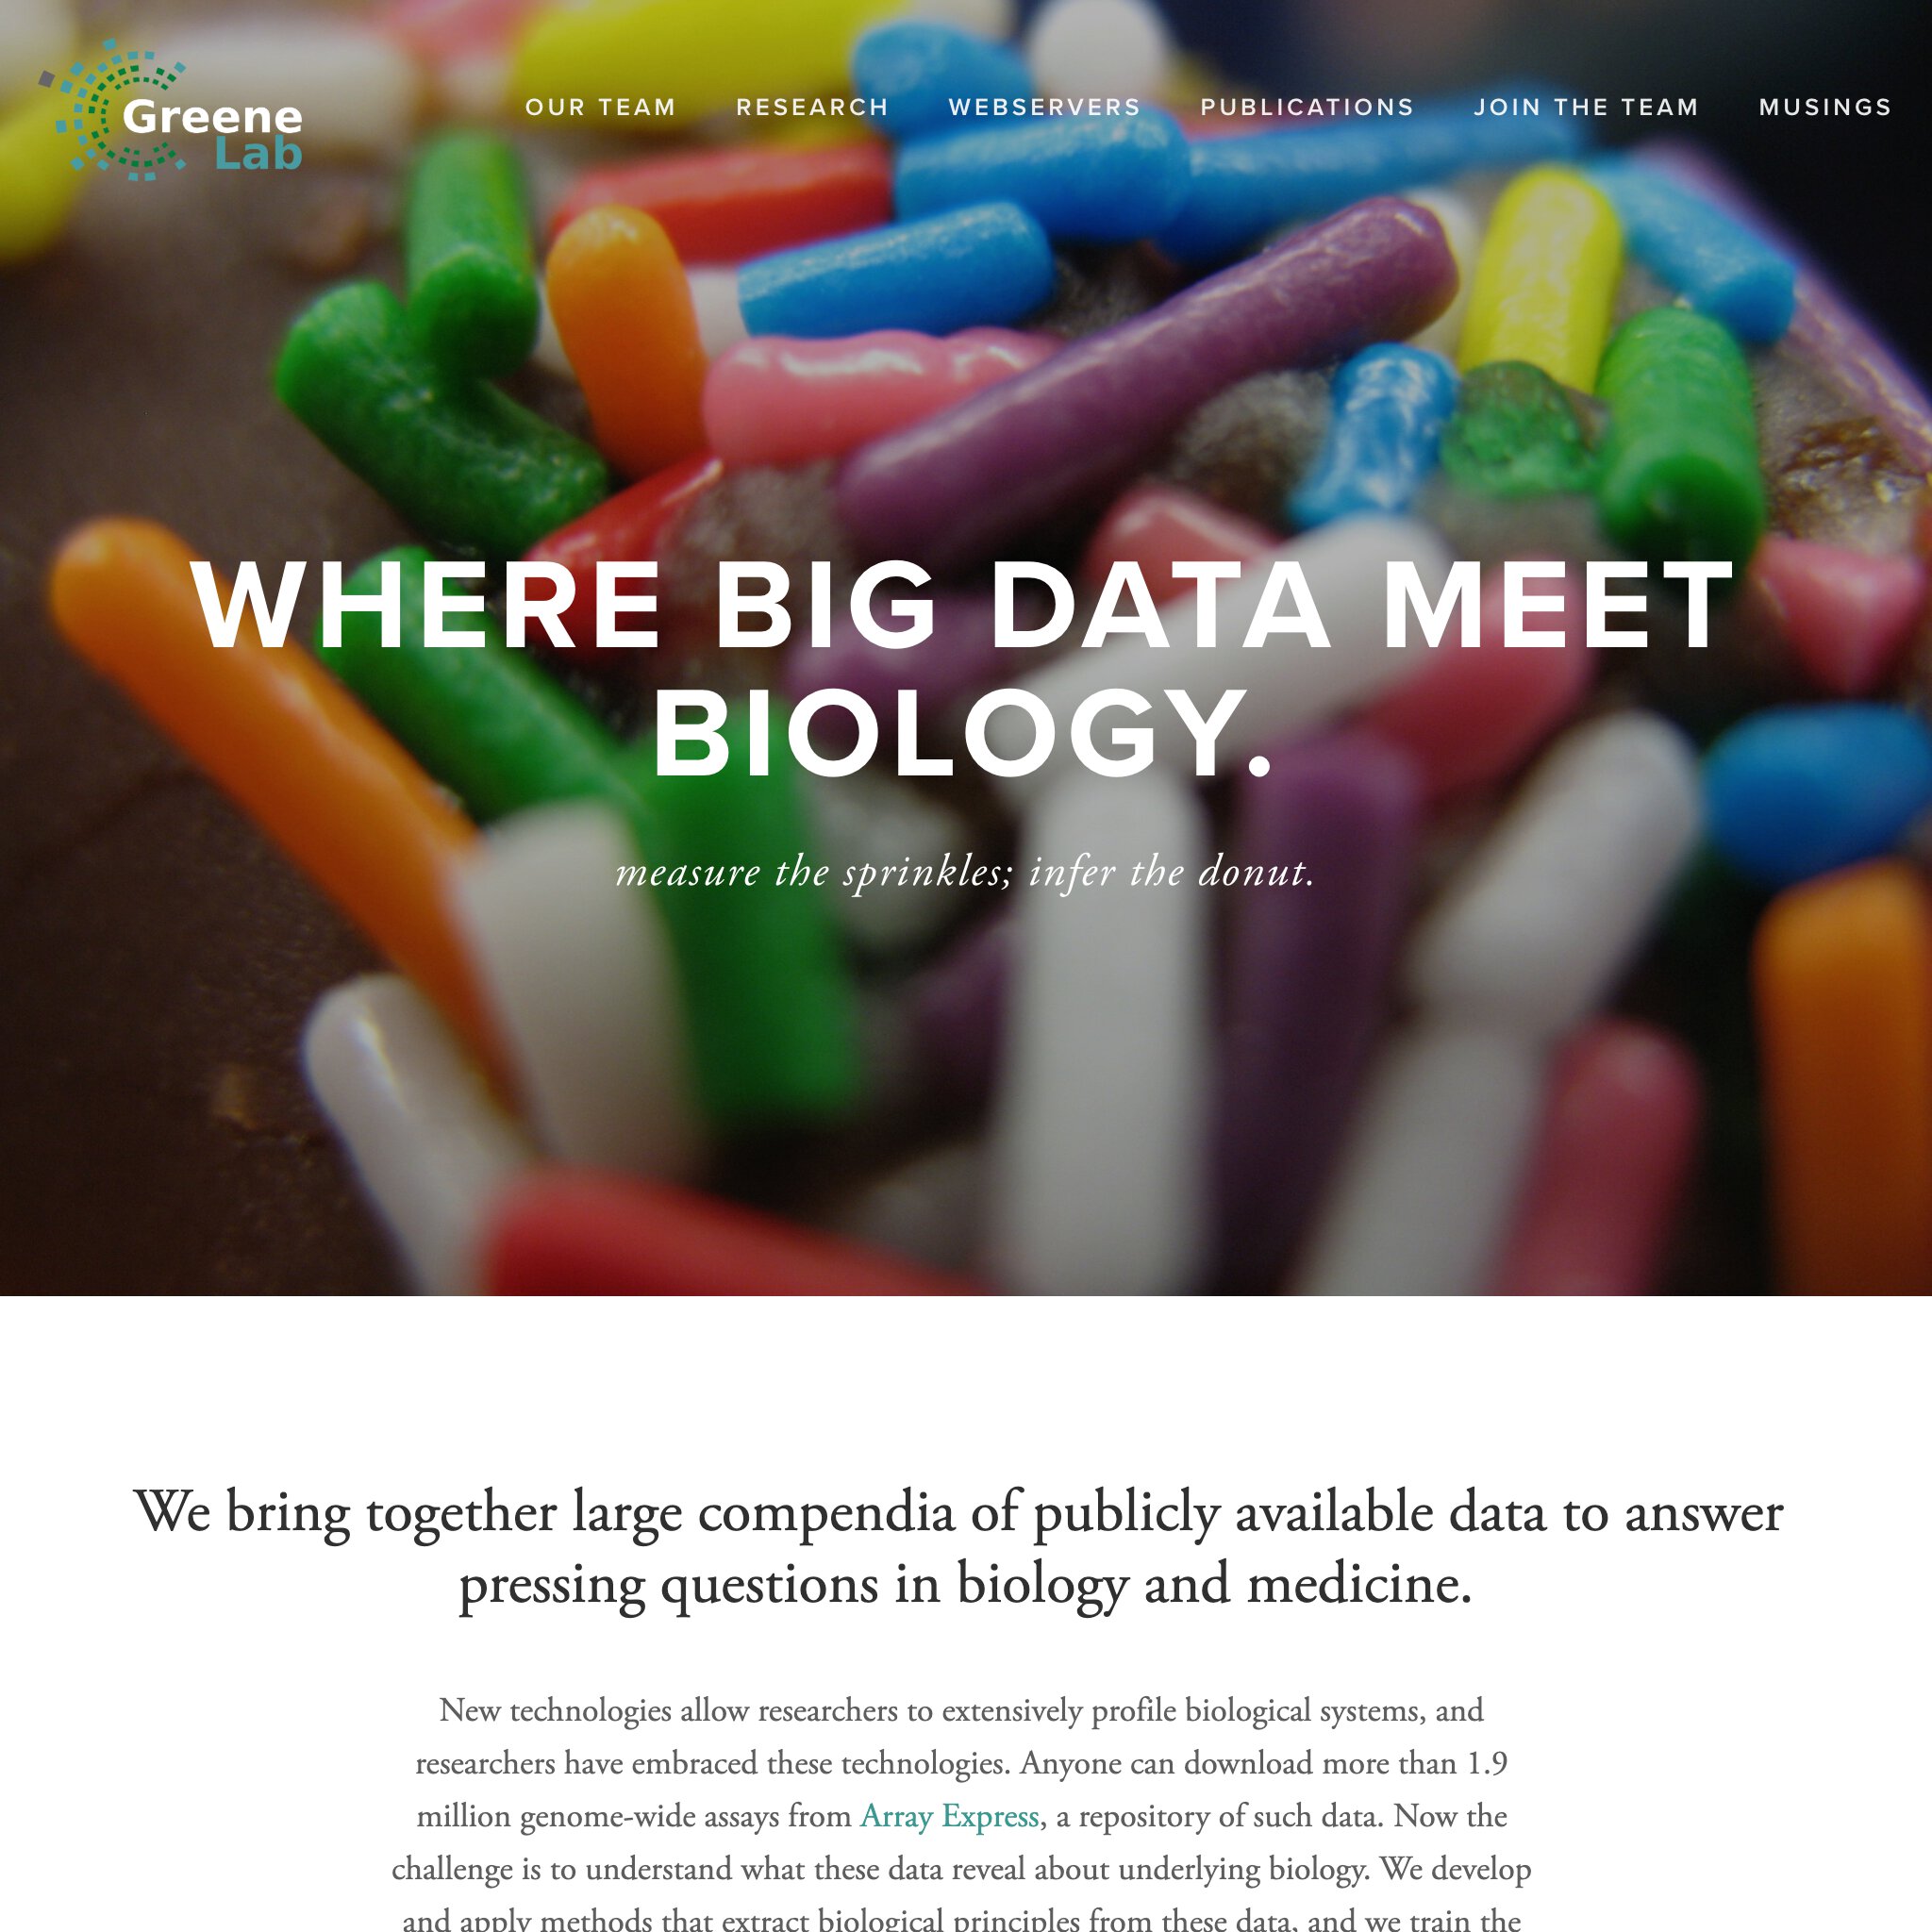 Greene
Lab
OUR TEAM RESEARCH WEBSERVERS PUBLICATIONS JOIN THE TEAM MUSINGS
WHERE BIG DATA MEET
BIOLOGY.
measure the sprinkles; infer the donut.
We bring together large compendia of publicly available data to answer
pressing questions in biology and medicine.
New technologies allow researchers to extensively profile biological systems, and
researchers have embraced these technologies. Anyone can download more than 1.9
million genome-wide assays from Array Express, a repository of such data. Now the
challenge is to understand what these data reveal about underlying biology. We develop
and apply methods that extract biological principles from these data, and we train the